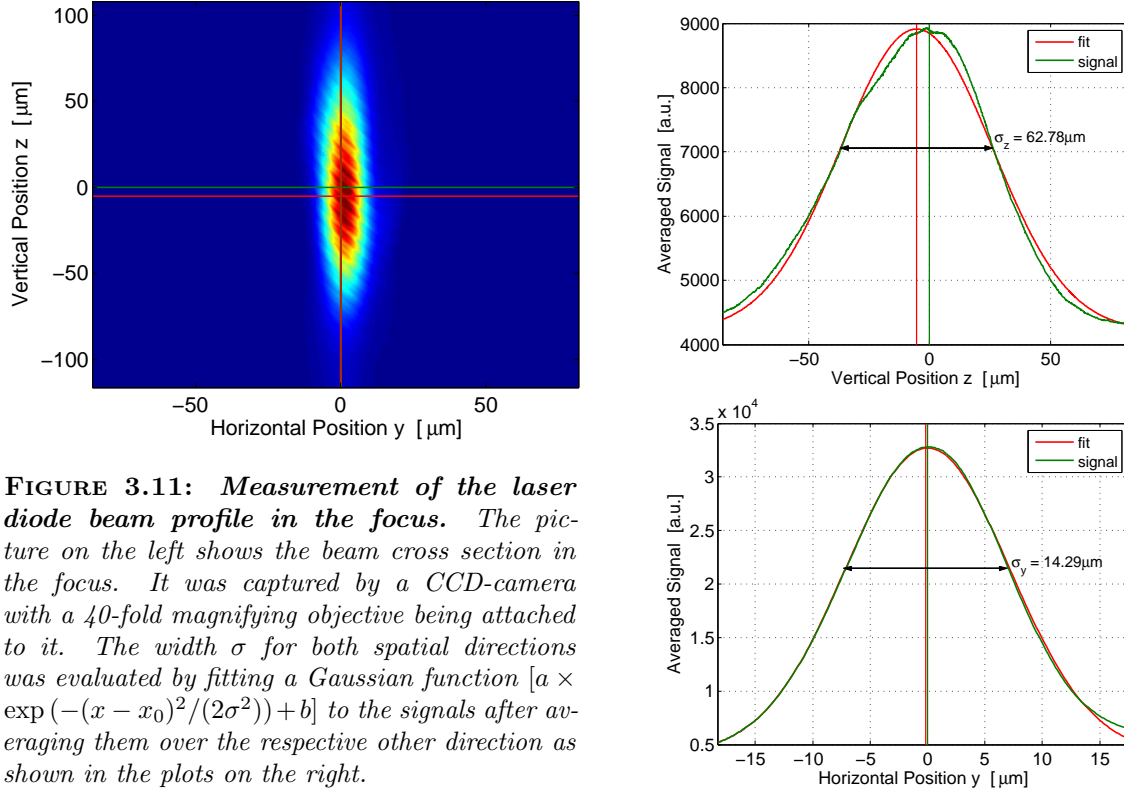 100
50
0
−50
−100
Vertical Position z [µm]
−50 0 50
Horizontal Position y [µm]
FIGURE 3.11: Measurement of the laser
diode beam profile in the focus. The pic-
ture on the left shows the beam cross section in
the focus. It was captured by a CCD-camera
with a 40-fold magnifying objective being attached
to it. The width σ for both spatial directions
was evaluated by fitting a Gaussian function [a ×
exp (−(x − x₀)²/(2σ²)) + b] to the signals after av-
eraging them over the respective other direction as
shown in the plots on the right.
9000
8000
7000
6000
5000
4000
Averaged Signal [a.u.]
fit
signal
σ_z = 62.78µm
−50 0 50
Vertical Position z [µm]
x 10⁴
3.5
3
2.5
2
1.5
1
0.5
Averaged Signal [a.u.]
fit
signal
σ_y = 14.29µm
−15 −10 −5 0 5 10 15
Horizontal Position y [µm]